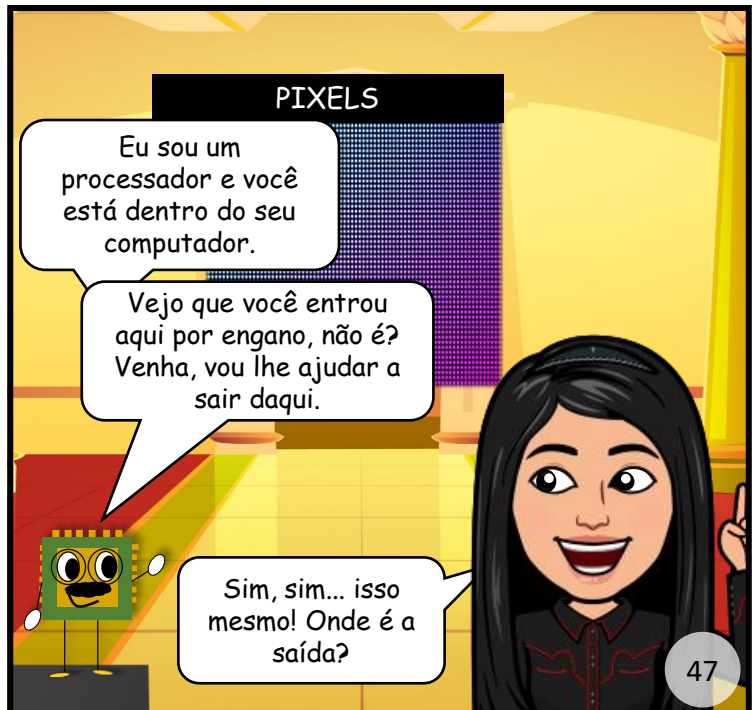 PIXELS
Eu sou um
processador e você
está dentro do seu
computador.
Vejo que você entrou
aqui por engano, não é?
Venha, vou lhe ajudar a
sair daqui.
Sim, sim... isso
mesmo! Onde é a
saída?
47